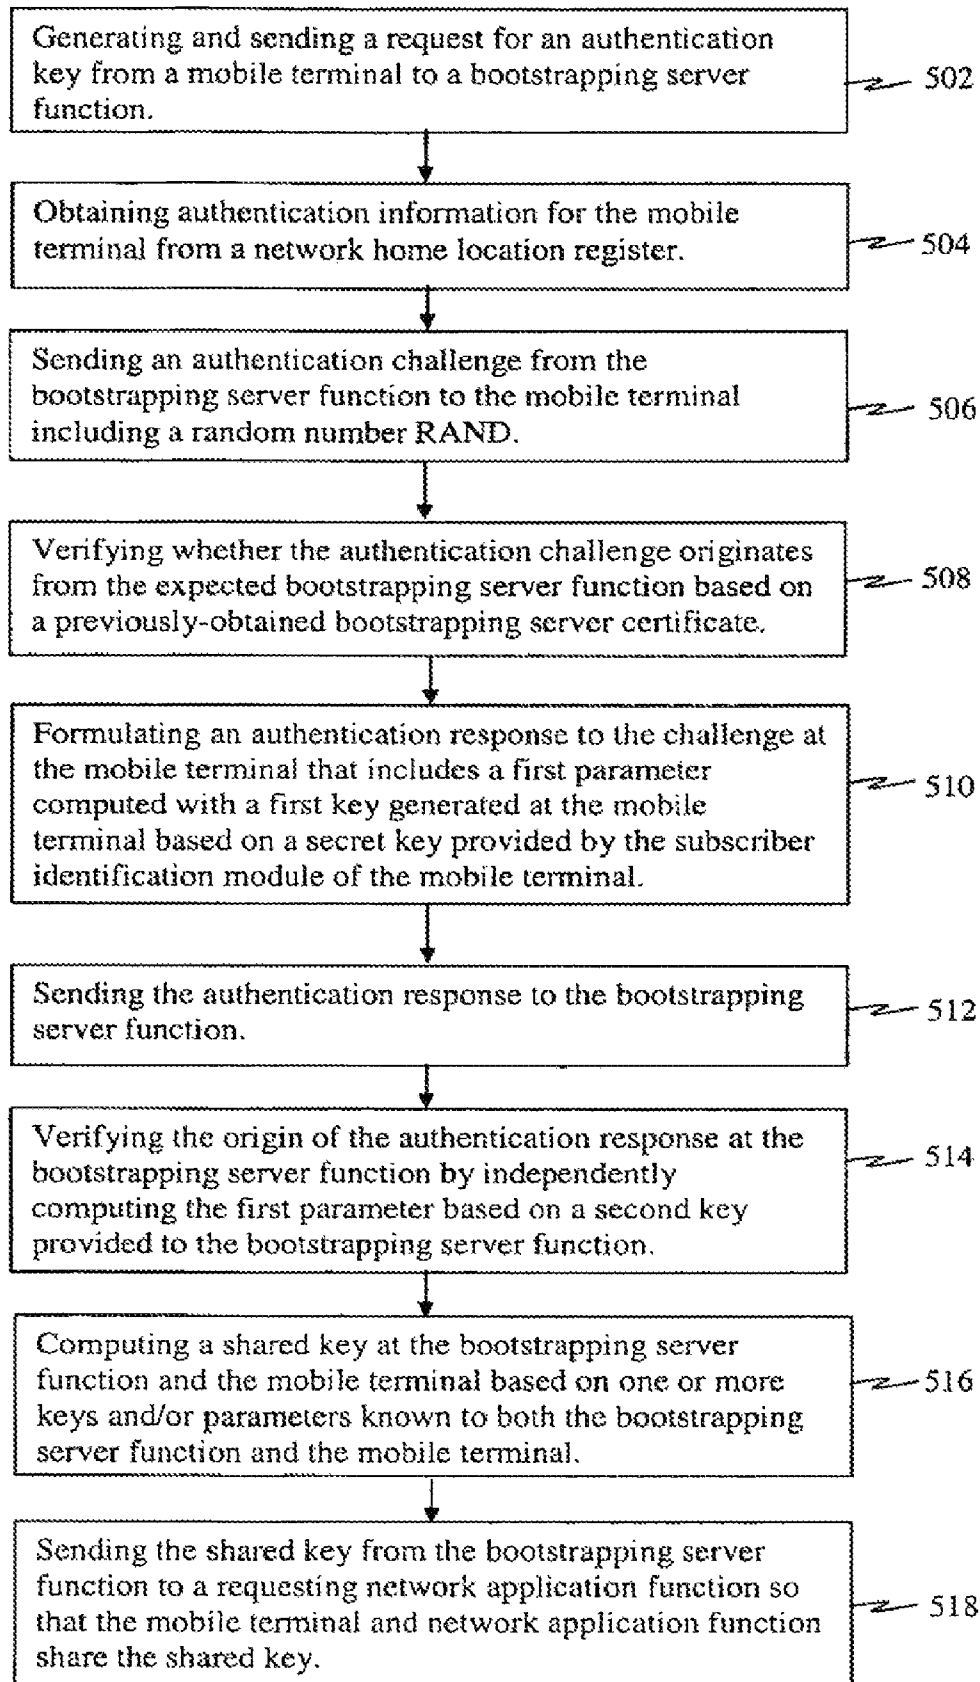 Generating and sending a request for an authentication
key from a mobile terminal to a bootstrapping server
function.
502
Obtaining authentication information for the mobile
terminal from a network home location register.
504
Sending an authentication challenge from the
bootstrapping server function to the mobile terminal
including a random number RAND.
506
Verifying whether the authentication challenge originates
from the expected bootstrapping server function based on
a previously-obtained bootstrapping server certificate.
508
Formulating an authentication response to the challenge at
the mobile terminal that includes a first parameter
computed with a first key generated at the mobile
terminal based on a secret key provided by the subscriber
identification module of the mobile terminal.
510
Sending the authentication response to the bootstrapping
server function.
512
Verifying the origin of the authentication response at the
bootstrapping server function by independently
computing the first parameter based on a second key
provided to the bootstrapping server function.
514
Computing a shared key at the bootstrapping server
function and the mobile terminal based on one or more
keys and/or parameters known to both the bootstrapping
server function and the mobile terminal.
516
Sending the shared key from the bootstrapping server
function to a requesting network application function so
that the mobile terminal and network application function
share the shared key.
518